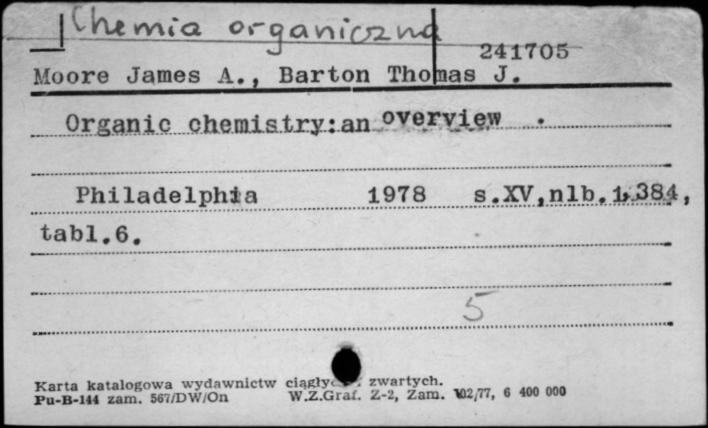 Chemia organiczna
241705
Moore James A., Barton Thomas J.
Organic chemistry:an overview .
Philadelphia 1978 s.XV,nlb.1,384,
tabl.6.
5
Karta katalogowa wydawnictw zwartych.
Pu-B-144 zam. 567/DW/On W.Z.Graf. Z-2, Zam. 102/77, 6 400 000